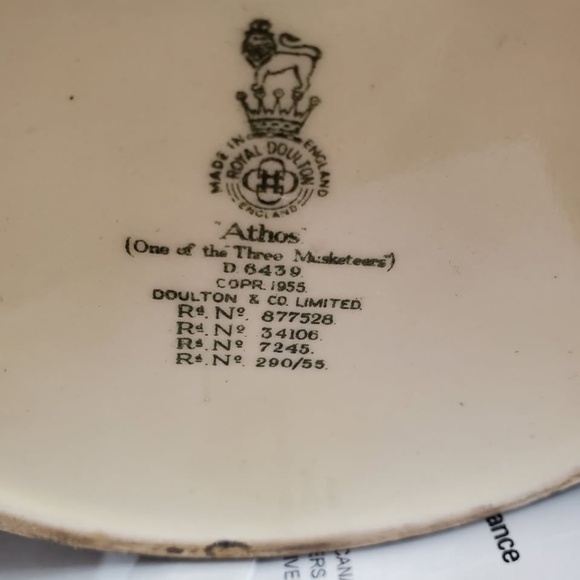 MADE IN ENGLAND
ROYAL DOULTON
ENGLAND
"Athos"
(One of the "Three Musketeers")
D 6439.
COPR. 1955.
DOULTON & CO. LIMITED.
Rd. No. 877528.
Rd. No. 34106.
Rd. No. 7245.
Rd. No. 290/55.
ance